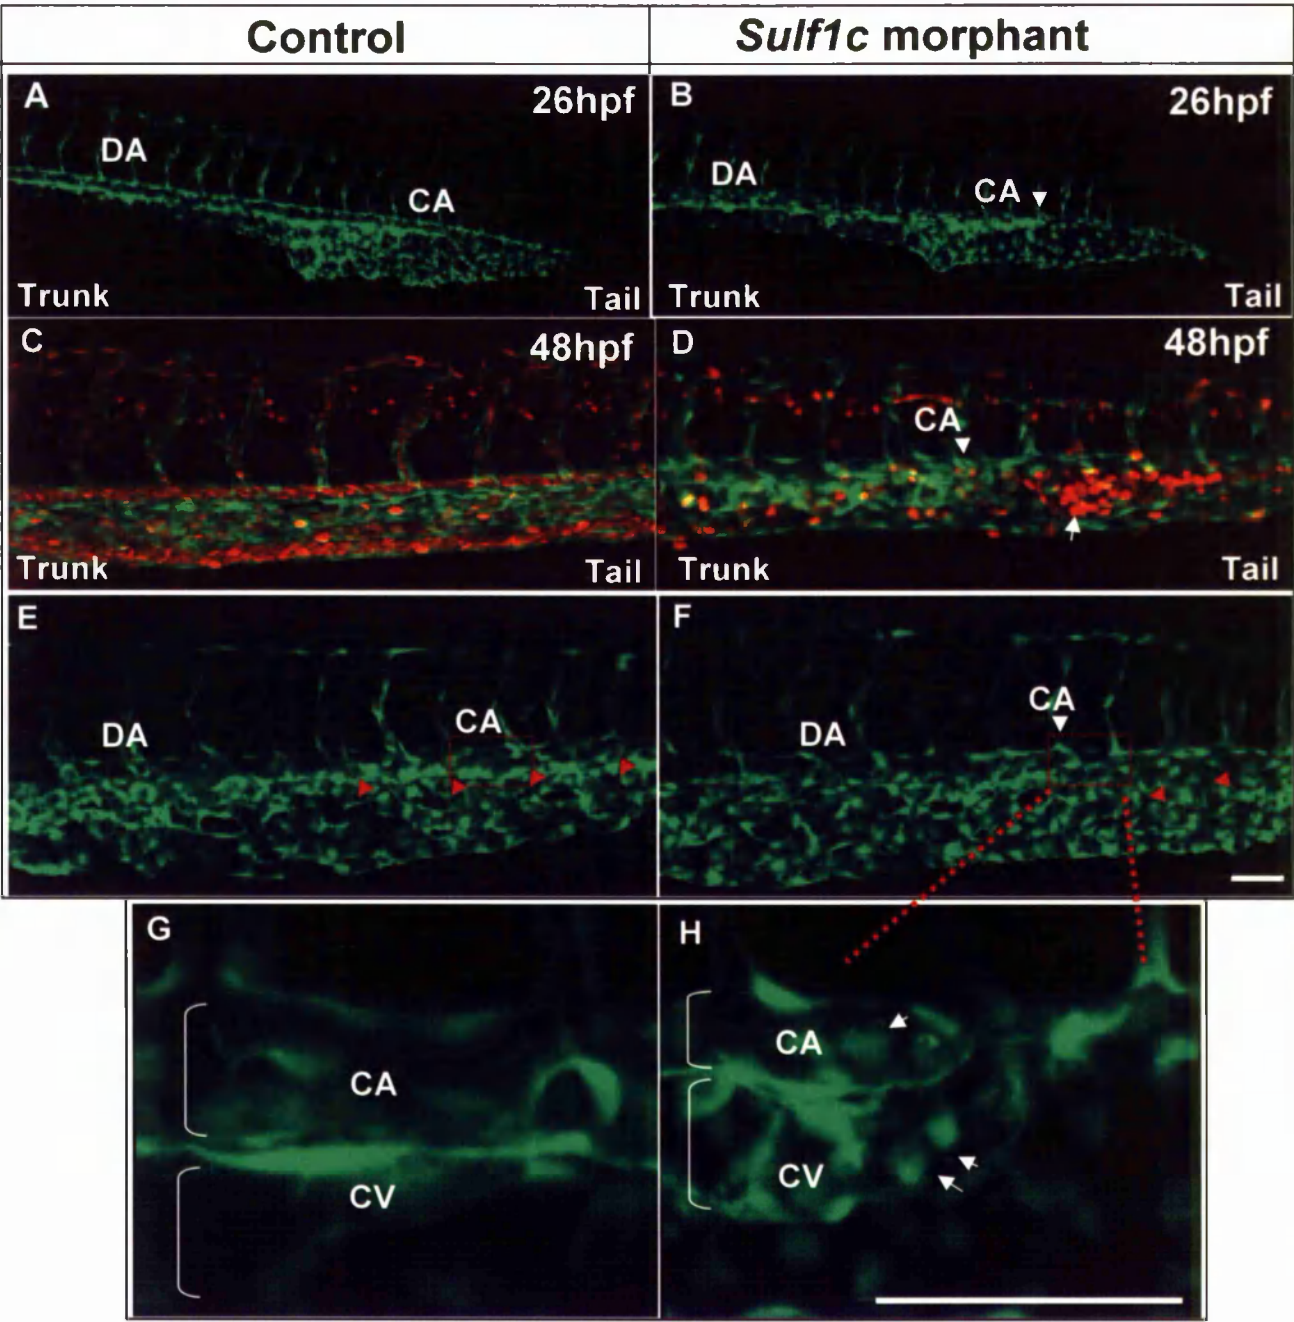 Control
Sulf1c morphant
A
26hpf
DA
CA
Trunk
Tail
B
26hpf
DA
CA
Trunk
Tail
C
48hpf
Trunk
Tail
D
48hpf
CA
Trunk
Tail
E
DA
CA
F
DA
CA
G
CA
CV
H
CA
CV